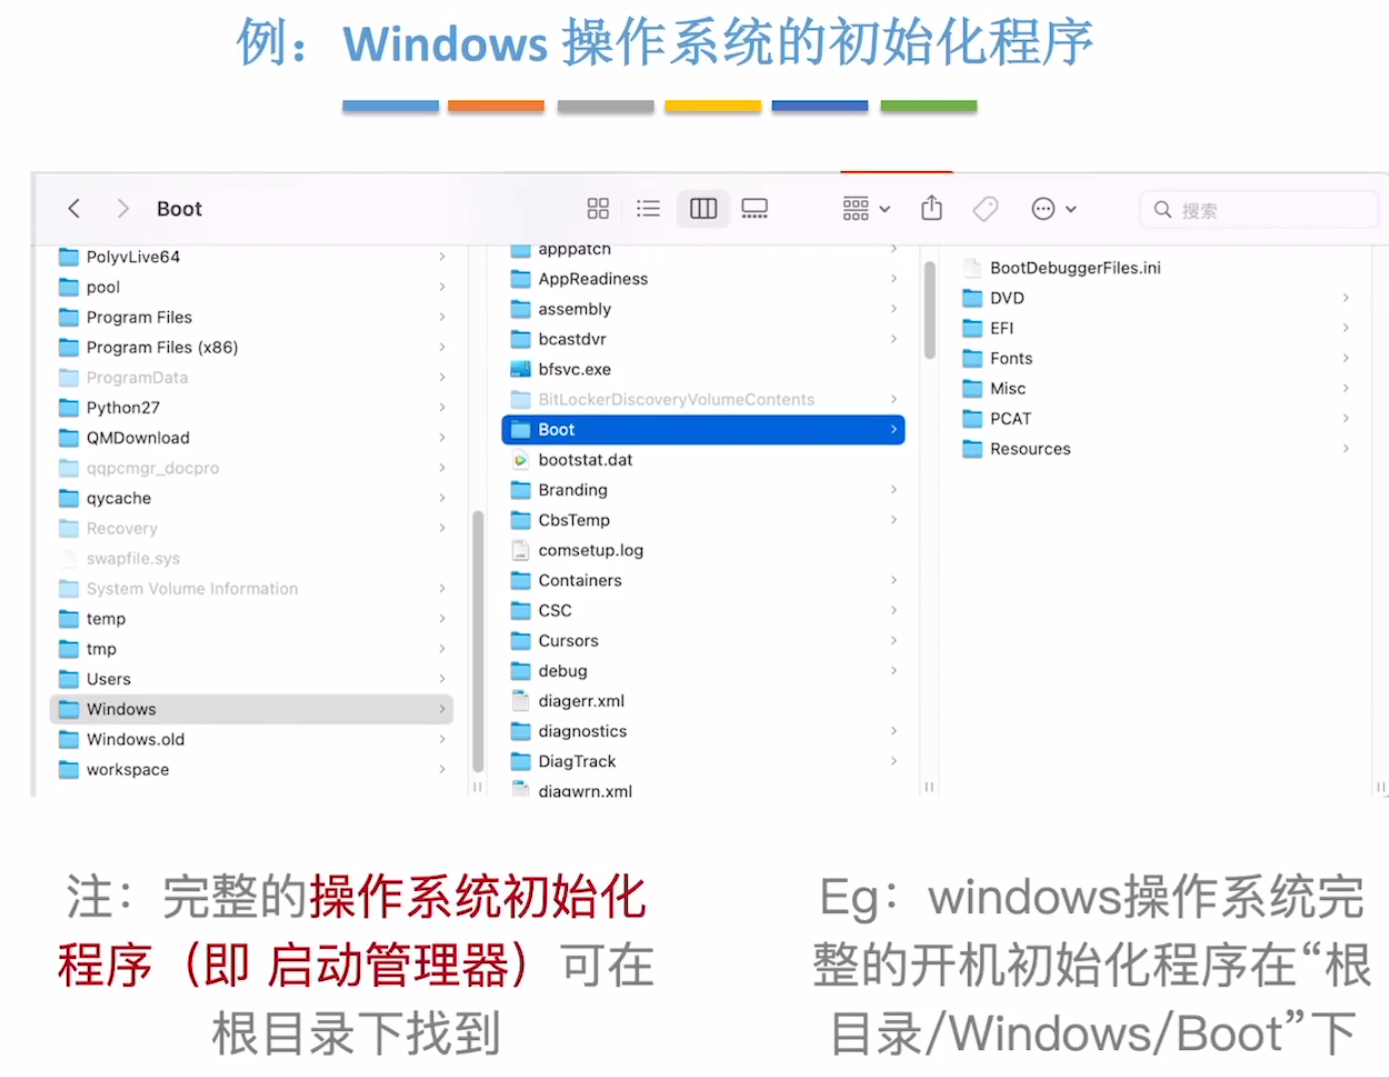 例：Windows 操作系统的初始化程序
Boot
搜索
PolyvLive64
pool
Program Files
Program Files (x86)
ProgramData
Python27
QMDownload
qqpcmgr_docpro
qycache
Recovery
swapfile.sys
System Volume Information
temp
tmp
Users
Windows
Windows.old
workspace
apppatch
AppReadiness
assembly
bcastdvr
bfsvc.exe
BitLockerDiscoveryVolumeContents
Boot
bootstat.dat
Branding
CbsTemp
comsetup.log
Containers
CSC
Cursors
debug
diagerr.xml
diagnostics
DiagTrack
diagwrn.xml
BootDebuggerFiles.ini
DVD
EFI
Fonts
Misc
PCAT
Resources
注：完整的操作系统初始化
程序（即 启动管理器）可在
根目录下找到
Eg：windows操作系统完
整的开机初始化程序在“根
目录/Windows/Boot”下